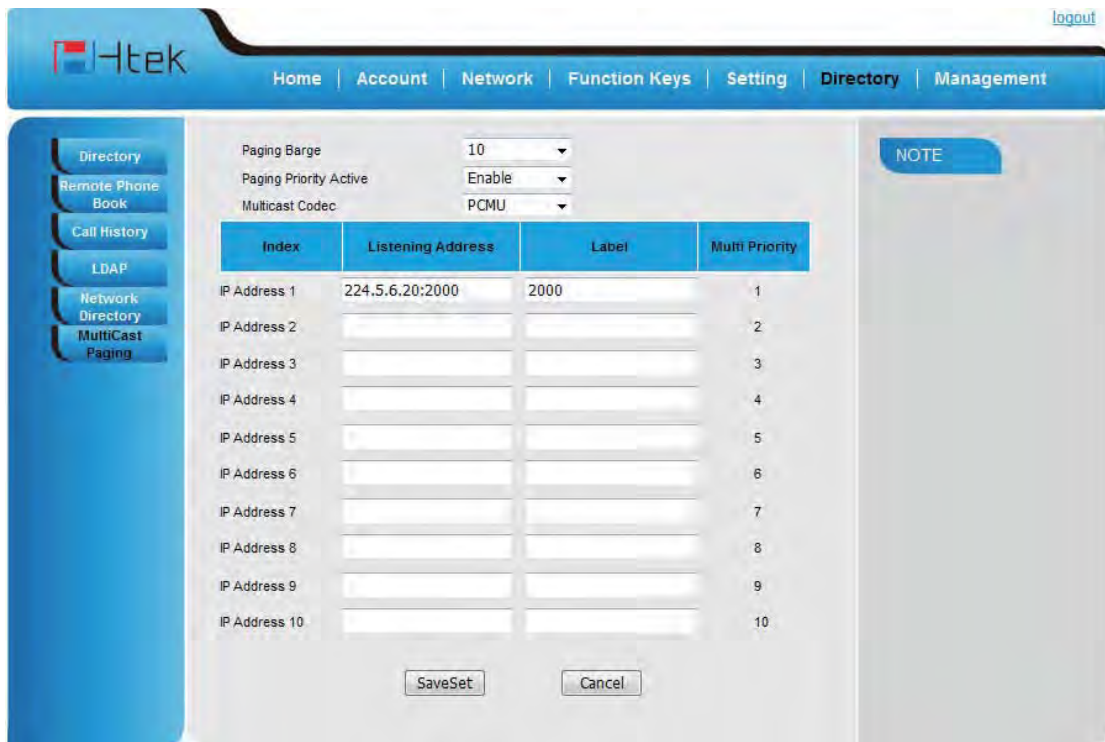 logout
Htek
Home | Account | Network | Function Keys | Setting | Directory | Management
Directory
Remote Phone
Book
Call History
LDAP
Network
Directory
MultiCast
Paging
Paging Barge 10
Paging Priority Active Enable
Multicast Codec PCMU
Index Listening Address Label Multi Priority
IP Address 1 224.5.6.20:2000 2000 1
IP Address 2 2
IP Address 3 3
IP Address 4 4
IP Address 5 5
IP Address 6 6
IP Address 7 7
IP Address 8 8
IP Address 9 9
IP Address 10 10
SaveSet Cancel
NOTE